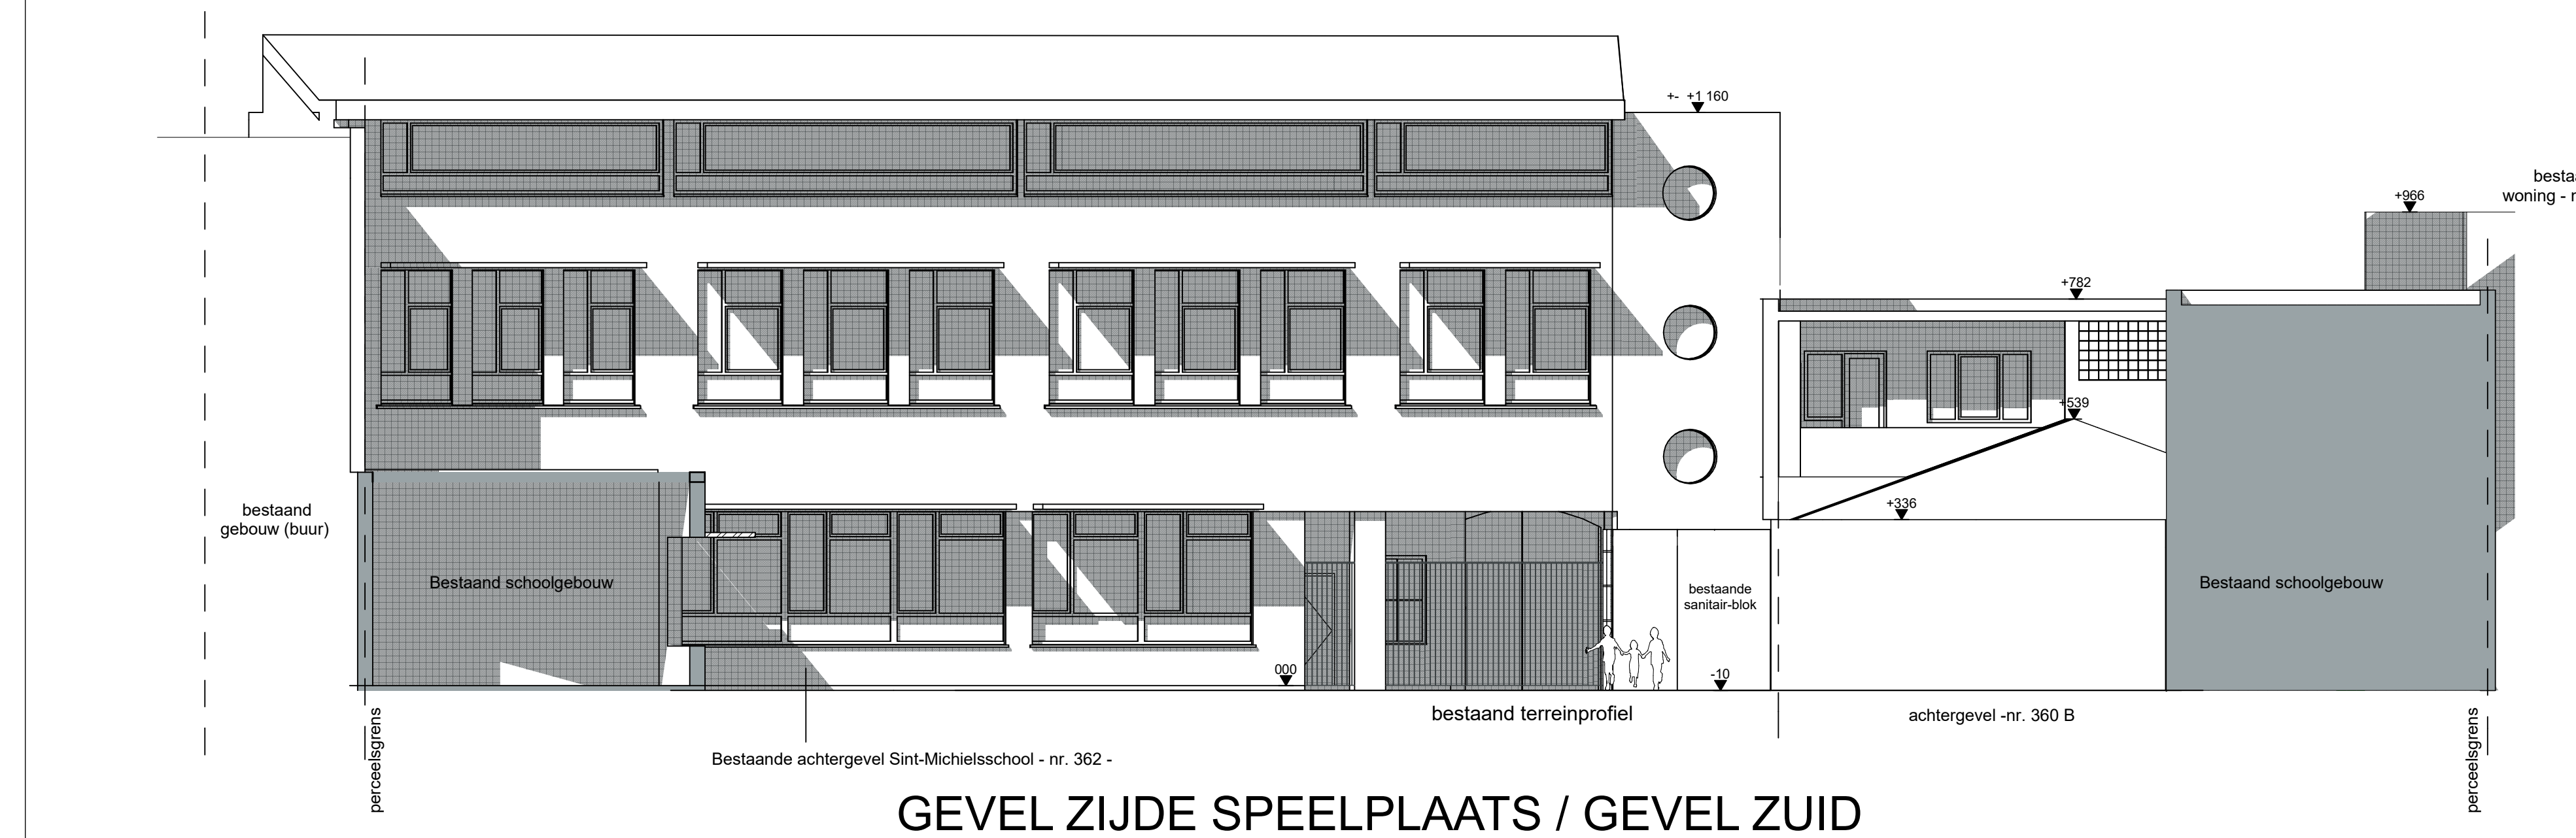 +- +1 160
besta
woning - n
+966
+782
+539
+336
bestaand
gebouw (buur)
Bestaand schoolgebouw
Bestaand schoolgebouw
bestaande
sanitair-blok
000
-10
bestaand terreinprofiel
achtergevel -nr. 360 B
perceelsgrens
perceelsgrens
Bestaande achtergevel Sint-Michielsschool - nr. 362 -
GEVEL ZIJDE SPEELPLAATS / GEVEL ZUID